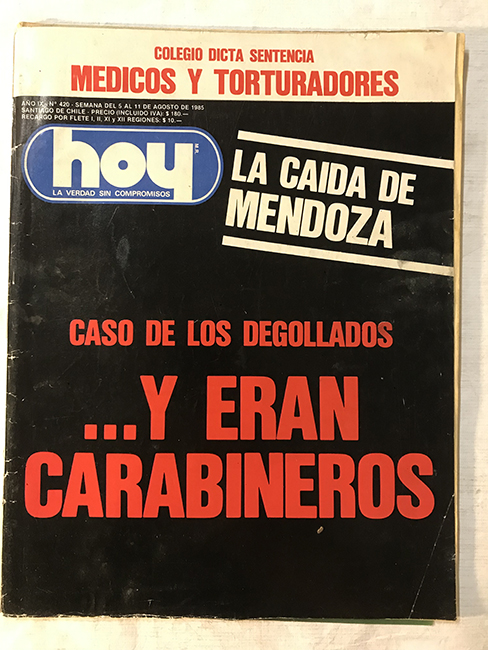 COLEGIO DICTA SENTENCIA
MEDICOS Y TORTURADORES
AÑO IX - Nº 420 - SEMANA DEL 5 AL 11 DE AGOSTO DE 1985
SANTIAGO DE CHILE - PRECIO (INCLUIDO IVA): $ 180.—
RECARGO POR FLETE I, II, XI y XII REGIONES: $ 10.—
hoy
LA VERDAD SIN COMPROMISOS
LA CAIDA DE
MENDOZA
CASO DE LOS DEGOLLADOS
...Y ERAN
CARABINEROS